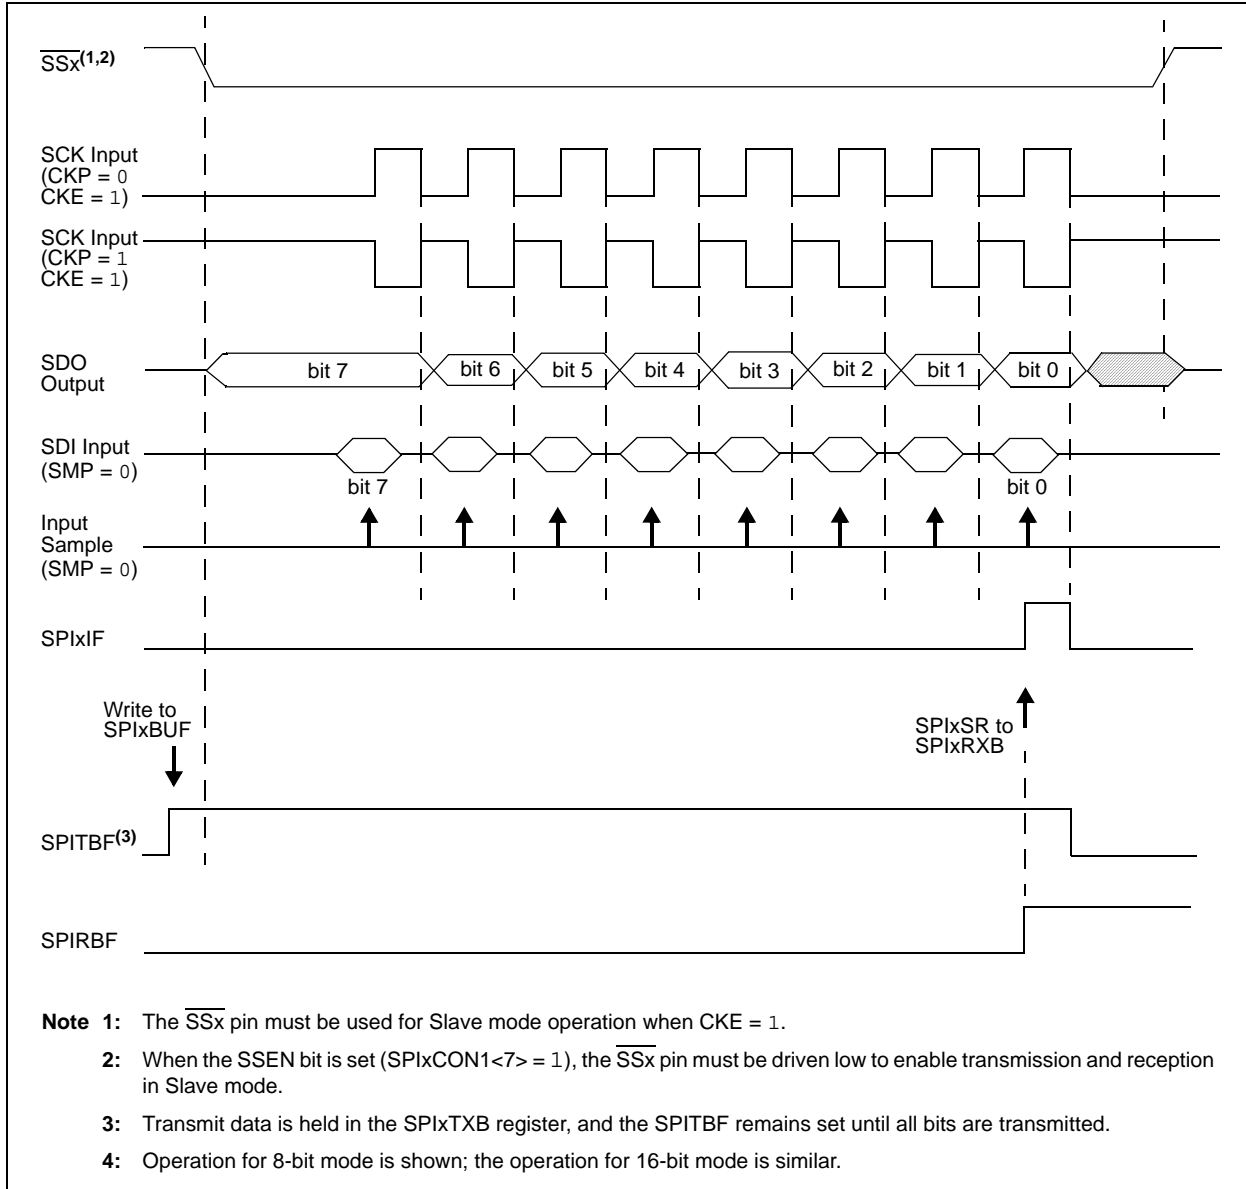 SSx(1,2)
SCK Input
(CKP = 0
CKE = 1)
SCK Input
(CKP = 1
CKE = 1)
SDO
Output
bit 7 bit 6 bit 5 bit 4 bit 3 bit 2 bit 1 bit 0
SDI Input
(SMP = 0)
bit 7 bit 0
Input
Sample
(SMP = 0)
SPIxIF
Write to
SPIxBUF
SPIxSR to
SPIxRXB
SPITBF(3)
SPIRBF
Note 1: The SSx pin must be used for Slave mode operation when CKE = 1.
2: When the SSEN bit is set (SPIxCON1<7> = 1), the SSx pin must be driven low to enable transmission and reception
in Slave mode.
3: Transmit data is held in the SPIxTXB register, and the SPITBF remains set until all bits are transmitted.
4: Operation for 8-bit mode is shown; the operation for 16-bit mode is similar.